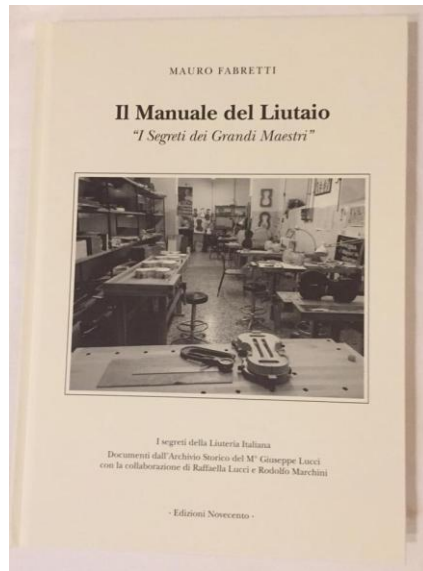 MAURO FABRETTI
Il Manuale del Liutaio
“I Segreti dei Grandi Maestri”
I segreti della Liuteria Italiana
Documenti dall'Archivio Storico del M° Giuseppe Lucci
con la collaborazione di Raffaella Lucci e Rodolfo Marchini
- Edizioni Novecento -